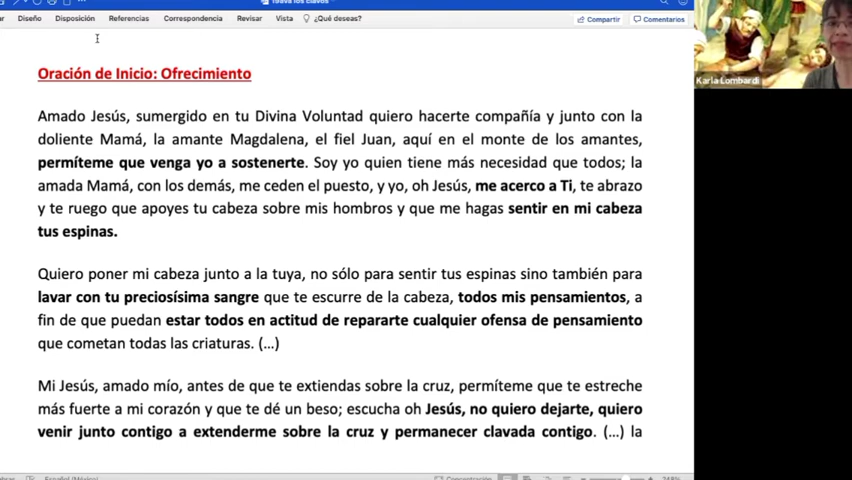 Diseño Disposición Referencias Correspondencia Revisar Vista ¿Qué deseas? Compartir Comentarios
Karla Lombardi
Oración de Inicio: Ofrecimiento
Amado Jesús, sumergido en tu Divina Voluntad quiero hacerte compañía y junto con la
doliente Mamá, la amante Magdalena, el fiel Juan, aquí en el monte de los amantes,
permíteme que venga yo a sostenerte. Soy yo quien tiene más necesidad que todos; la
amada Mamá, con los demás, me ceden el puesto, y yo, oh Jesús, me acerco a Ti, te abrazo
y te ruego que apoyes tu cabeza sobre mis hombros y que me hagas sentir en mi cabeza
tus espinas.
Quiero poner mi cabeza junto a la tuya, no sólo para sentir tus espinas sino también para
lavar con tu preciosísima sangre que te escurre de la cabeza, todos mis pensamientos, a
fin de que puedan estar todos en actitud de repararte cualquier ofensa de pensamiento
que cometan todas las criaturas. (...)
Mi Jesús, amado mío, antes de que te extiendas sobre la cruz, permíteme que te estreche
más fuerte a mi corazón y que te dé un beso; escucha oh Jesús, no quiero dejarte, quiero
venir junto contigo a extenderme sobre la cruz y permanecer clavada contigo. (...) la
Español (México)